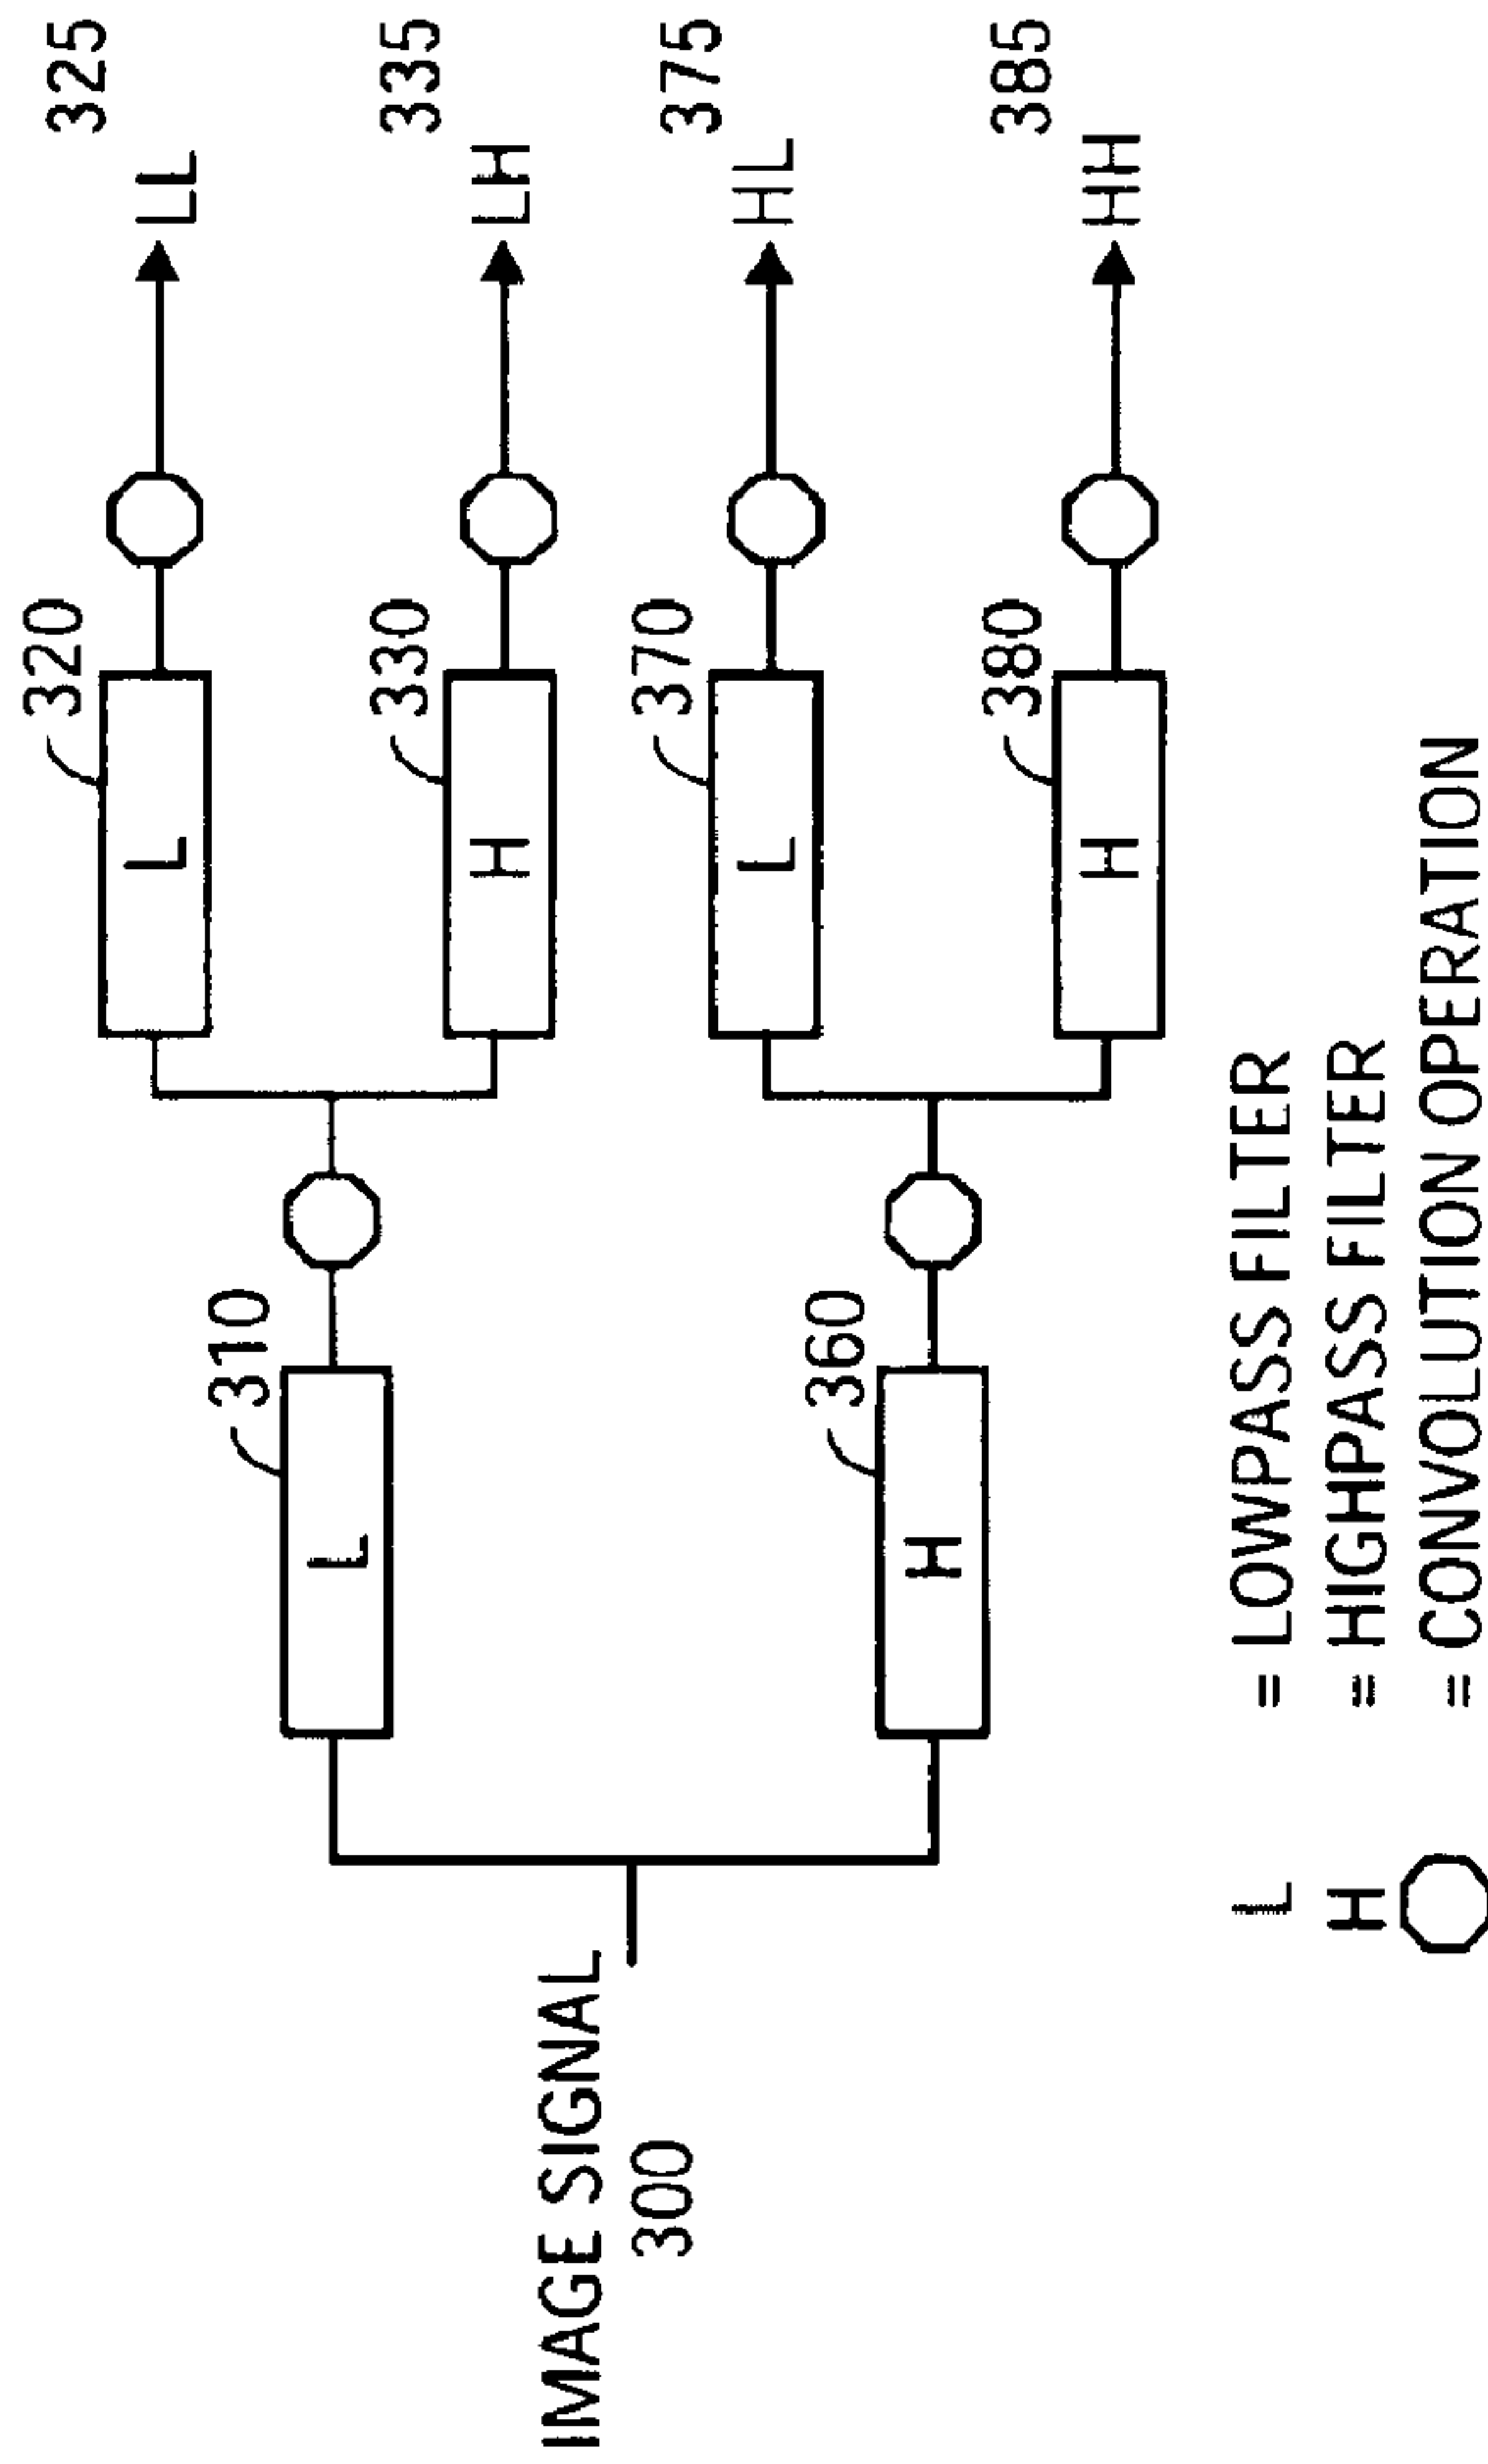 325
LL
320
L
310
L
335
LH
330
H
IMAGE SIGNAL
300
375
HL
370
L
360
H
385
HH
380
H
L = LOWPASS FILTER
H = HIGHPASS FILTER
= CONVOLUTION OPERATION